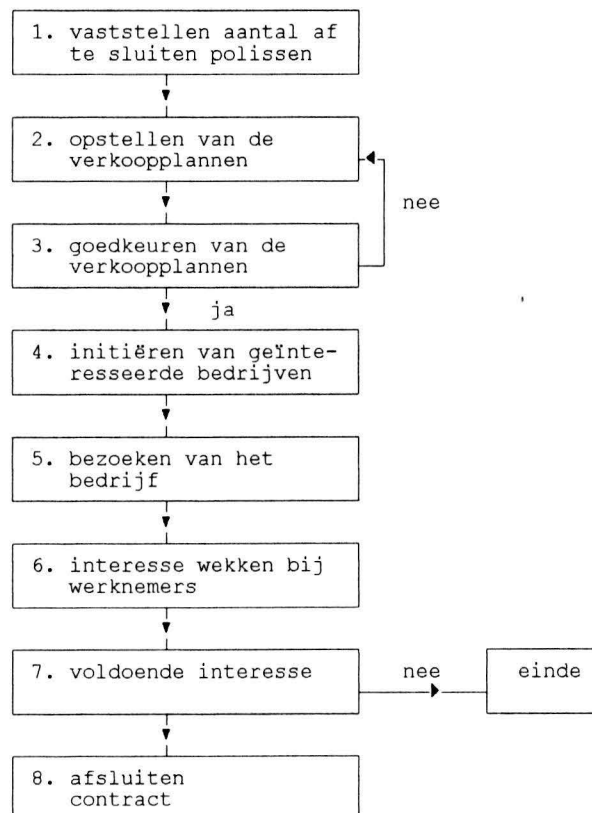 1. vaststellen aantal af
te sluiten polissen
2. opstellen van de
verkoopplannen
nee
3. goedkeuren van de
verkoopplannen
ja
4. initiëren van geïnte-
resseerde bedrijven
5. bezoeken van het
bedrijf
6. interesse wekken bij
werknemers
7. voldoende interesse
nee
einde
8. afsluiten
contract